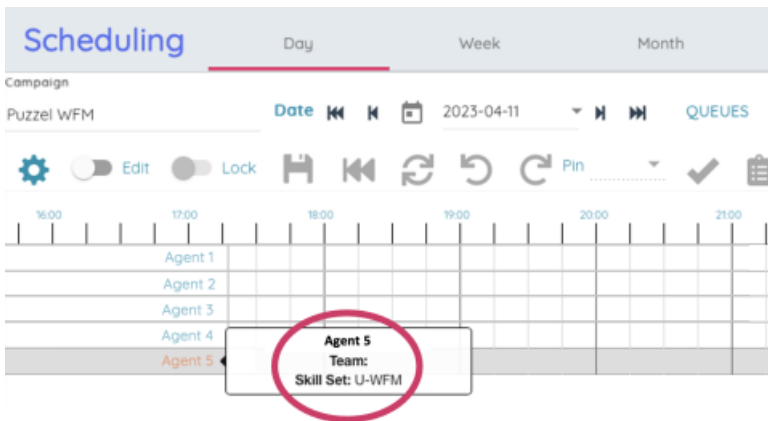 Scheduling Day Week Month
Campaign
Puzzel WFM Date 2023-04-11 QUEUES
Edit Lock Pin
16:00 17:00 18:00 19:00 20:00 21:00
Agent 1
Agent 2
Agent 3
Agent 4
Agent 5
Agent 5
Team:
Skill Set: U-WFM